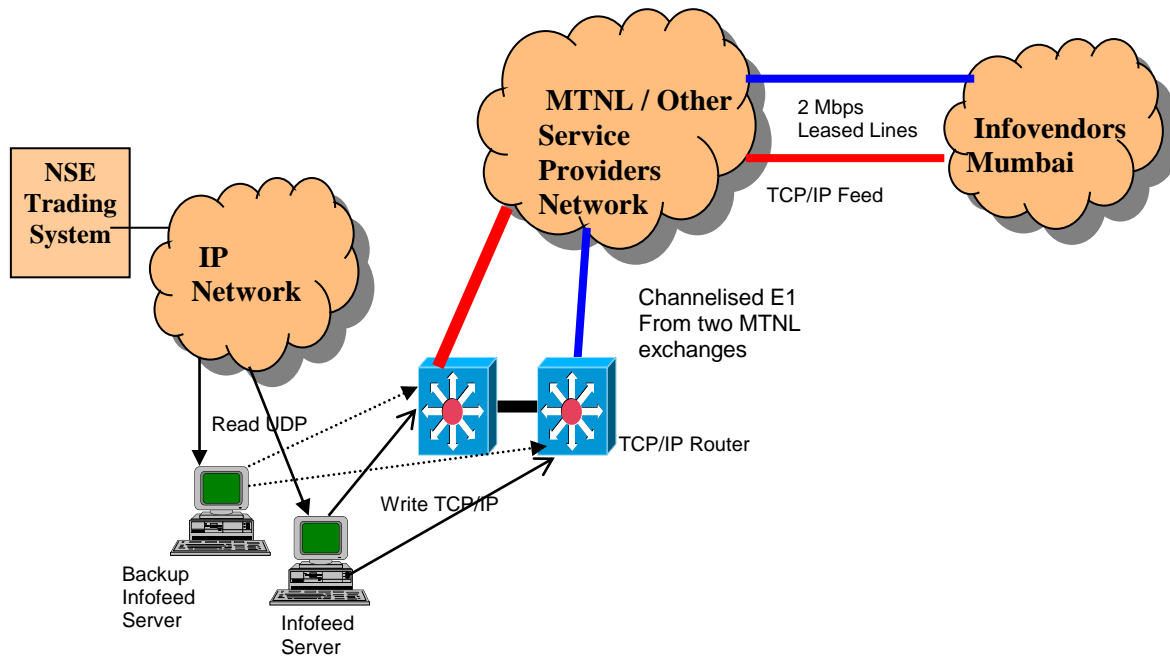 NSE
Trading
System
IP
Network
MTNL / Other
Service
Providers
Network
2 Mbps
Leased Lines
TCP/IP Feed
Infovendors
Mumbai
Channelised E1
From two MTNL
exchanges
Read UDP
TCP/IP Router
Write TCP/IP
Backup
Infofeed
Server
Infofeed
Server